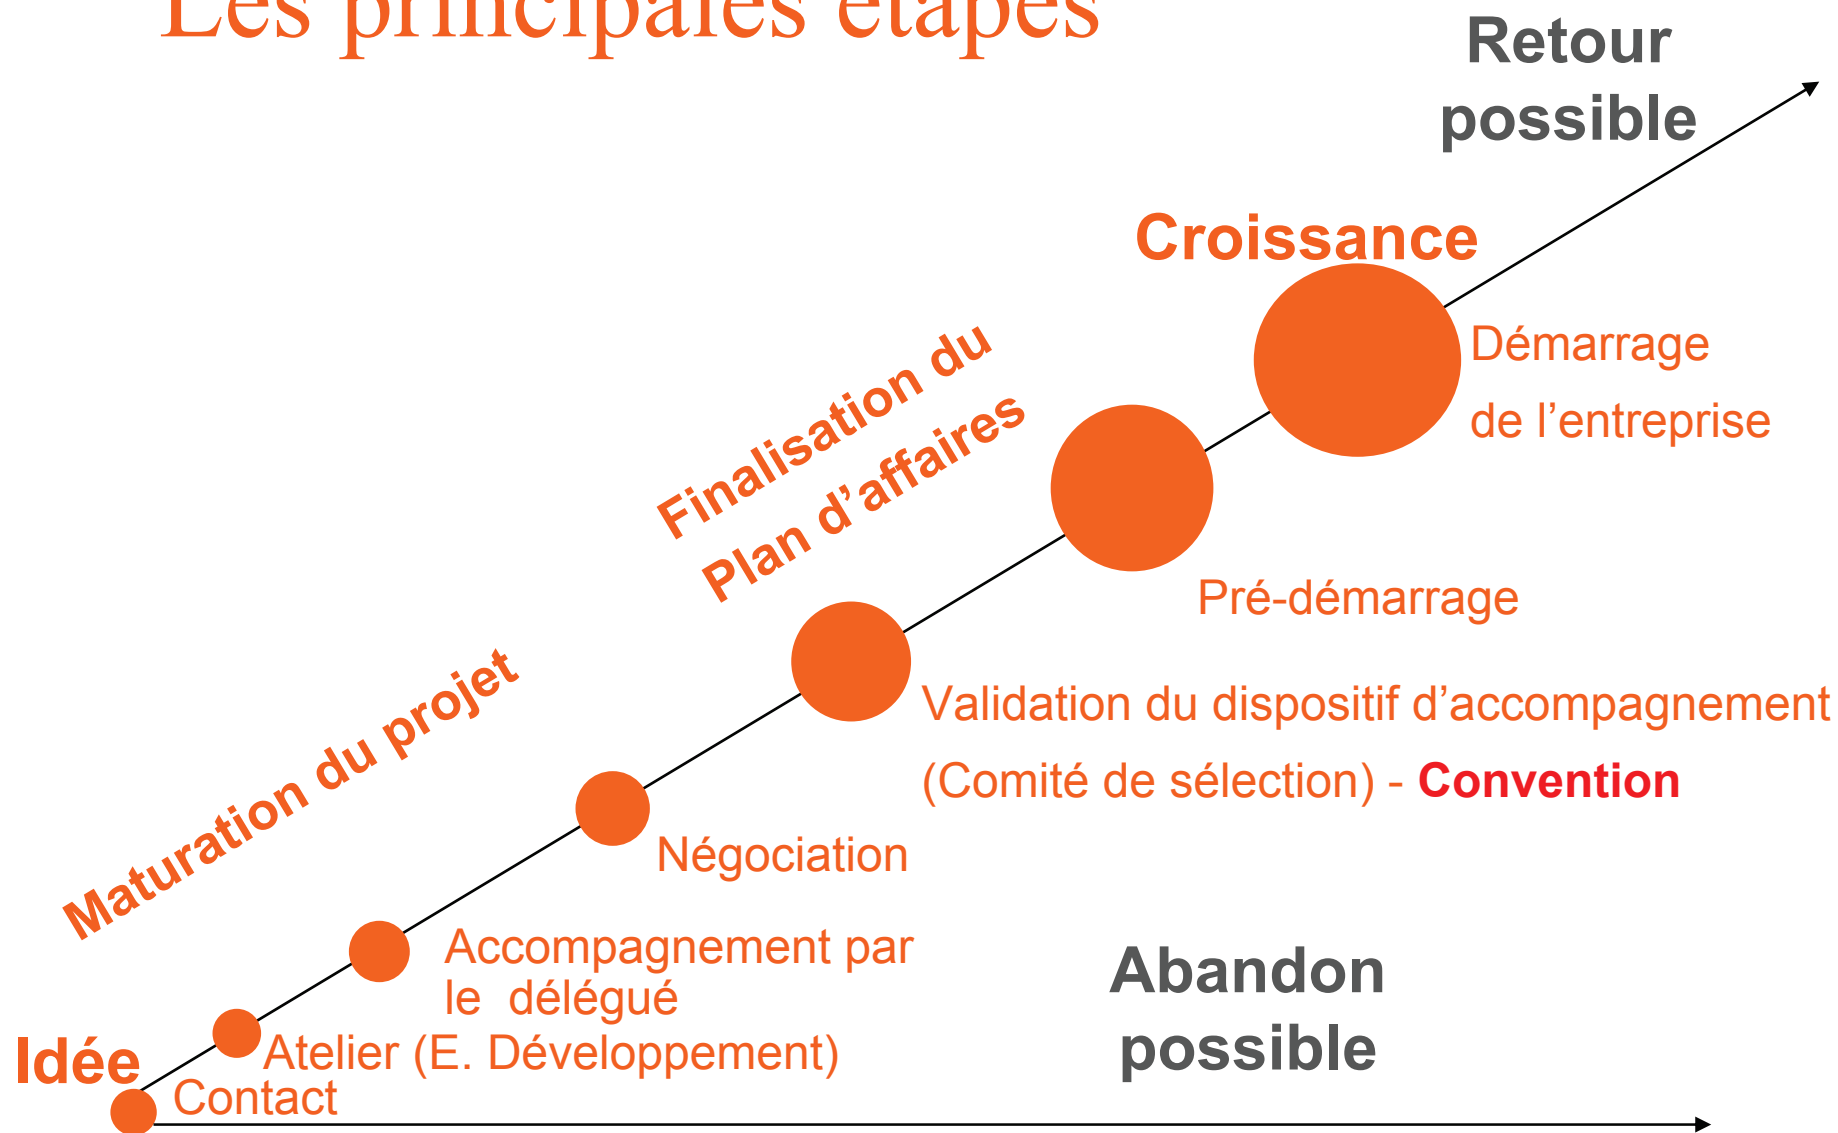 Les principales étapes
Retour
possible
Croissance
Démarrage
de l’entreprise
Finalisation du
Plan d’affaires
Pré-démarrage
Maturation du projet
Validation du dispositif d’accompagnement
(Comité de sélection) - Convention
Négociation
Accompagnement par
le délégué
Abandon
possible
Idée
Atelier (E. Développement)
Contact